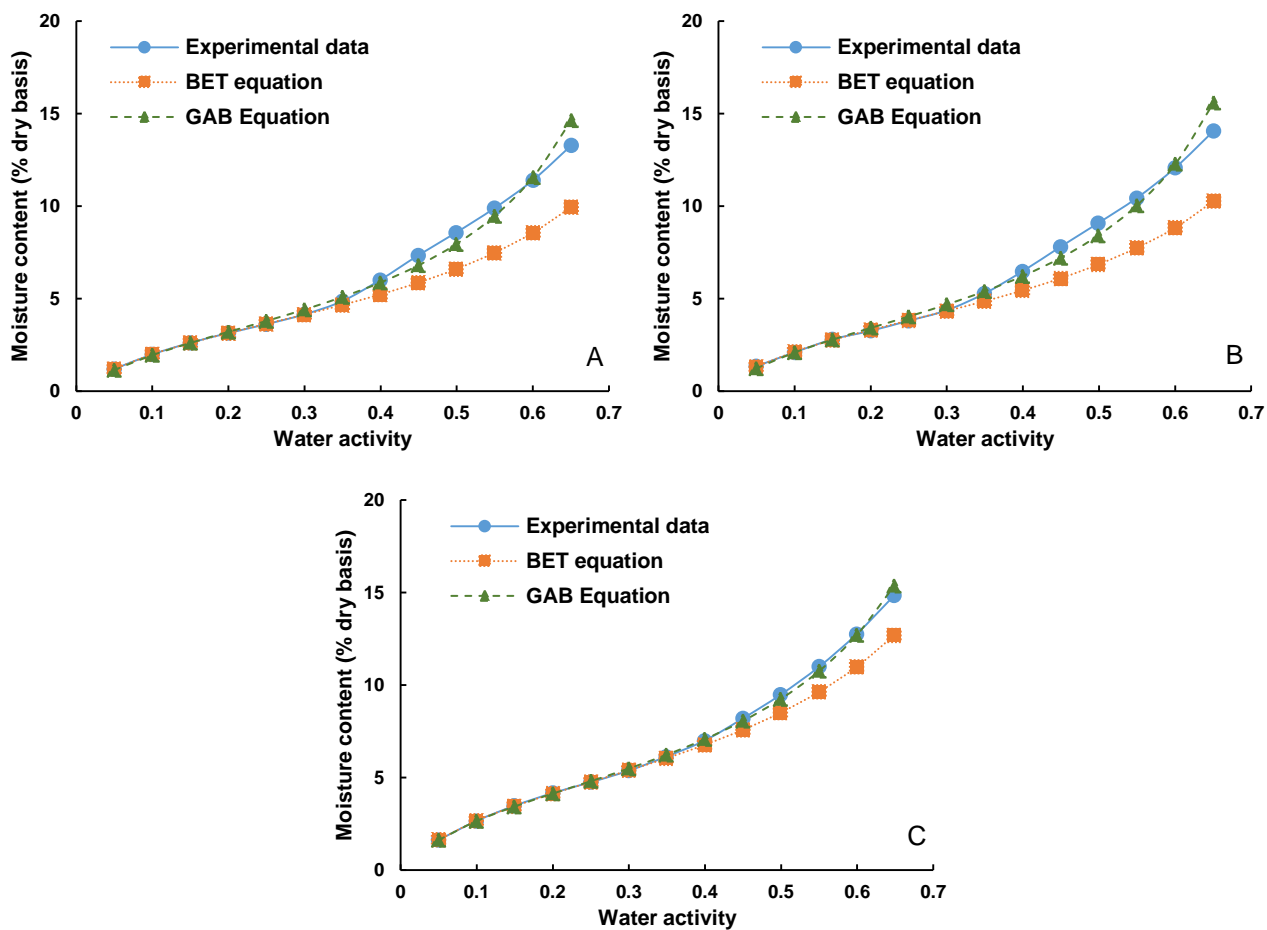 Moisture content (% dry basis)
20
15
10
5
0
Experimental data
BET equation
GAB Equation
A
0 0.1 0.2 0.3 0.4 0.5 0.6 0.7
Water activity
Moisture content (% dry basis)
20
15
10
5
0
Experimental data
BET equation
GAB Equation
B
0 0.1 0.2 0.3 0.4 0.5 0.6 0.7
Water activity
Moisture content (% dry basis)
20
15
10
5
0
Experimental data
BET equation
GAB Equation
C
0 0.1 0.2 0.3 0.4 0.5 0.6 0.7
Water activity